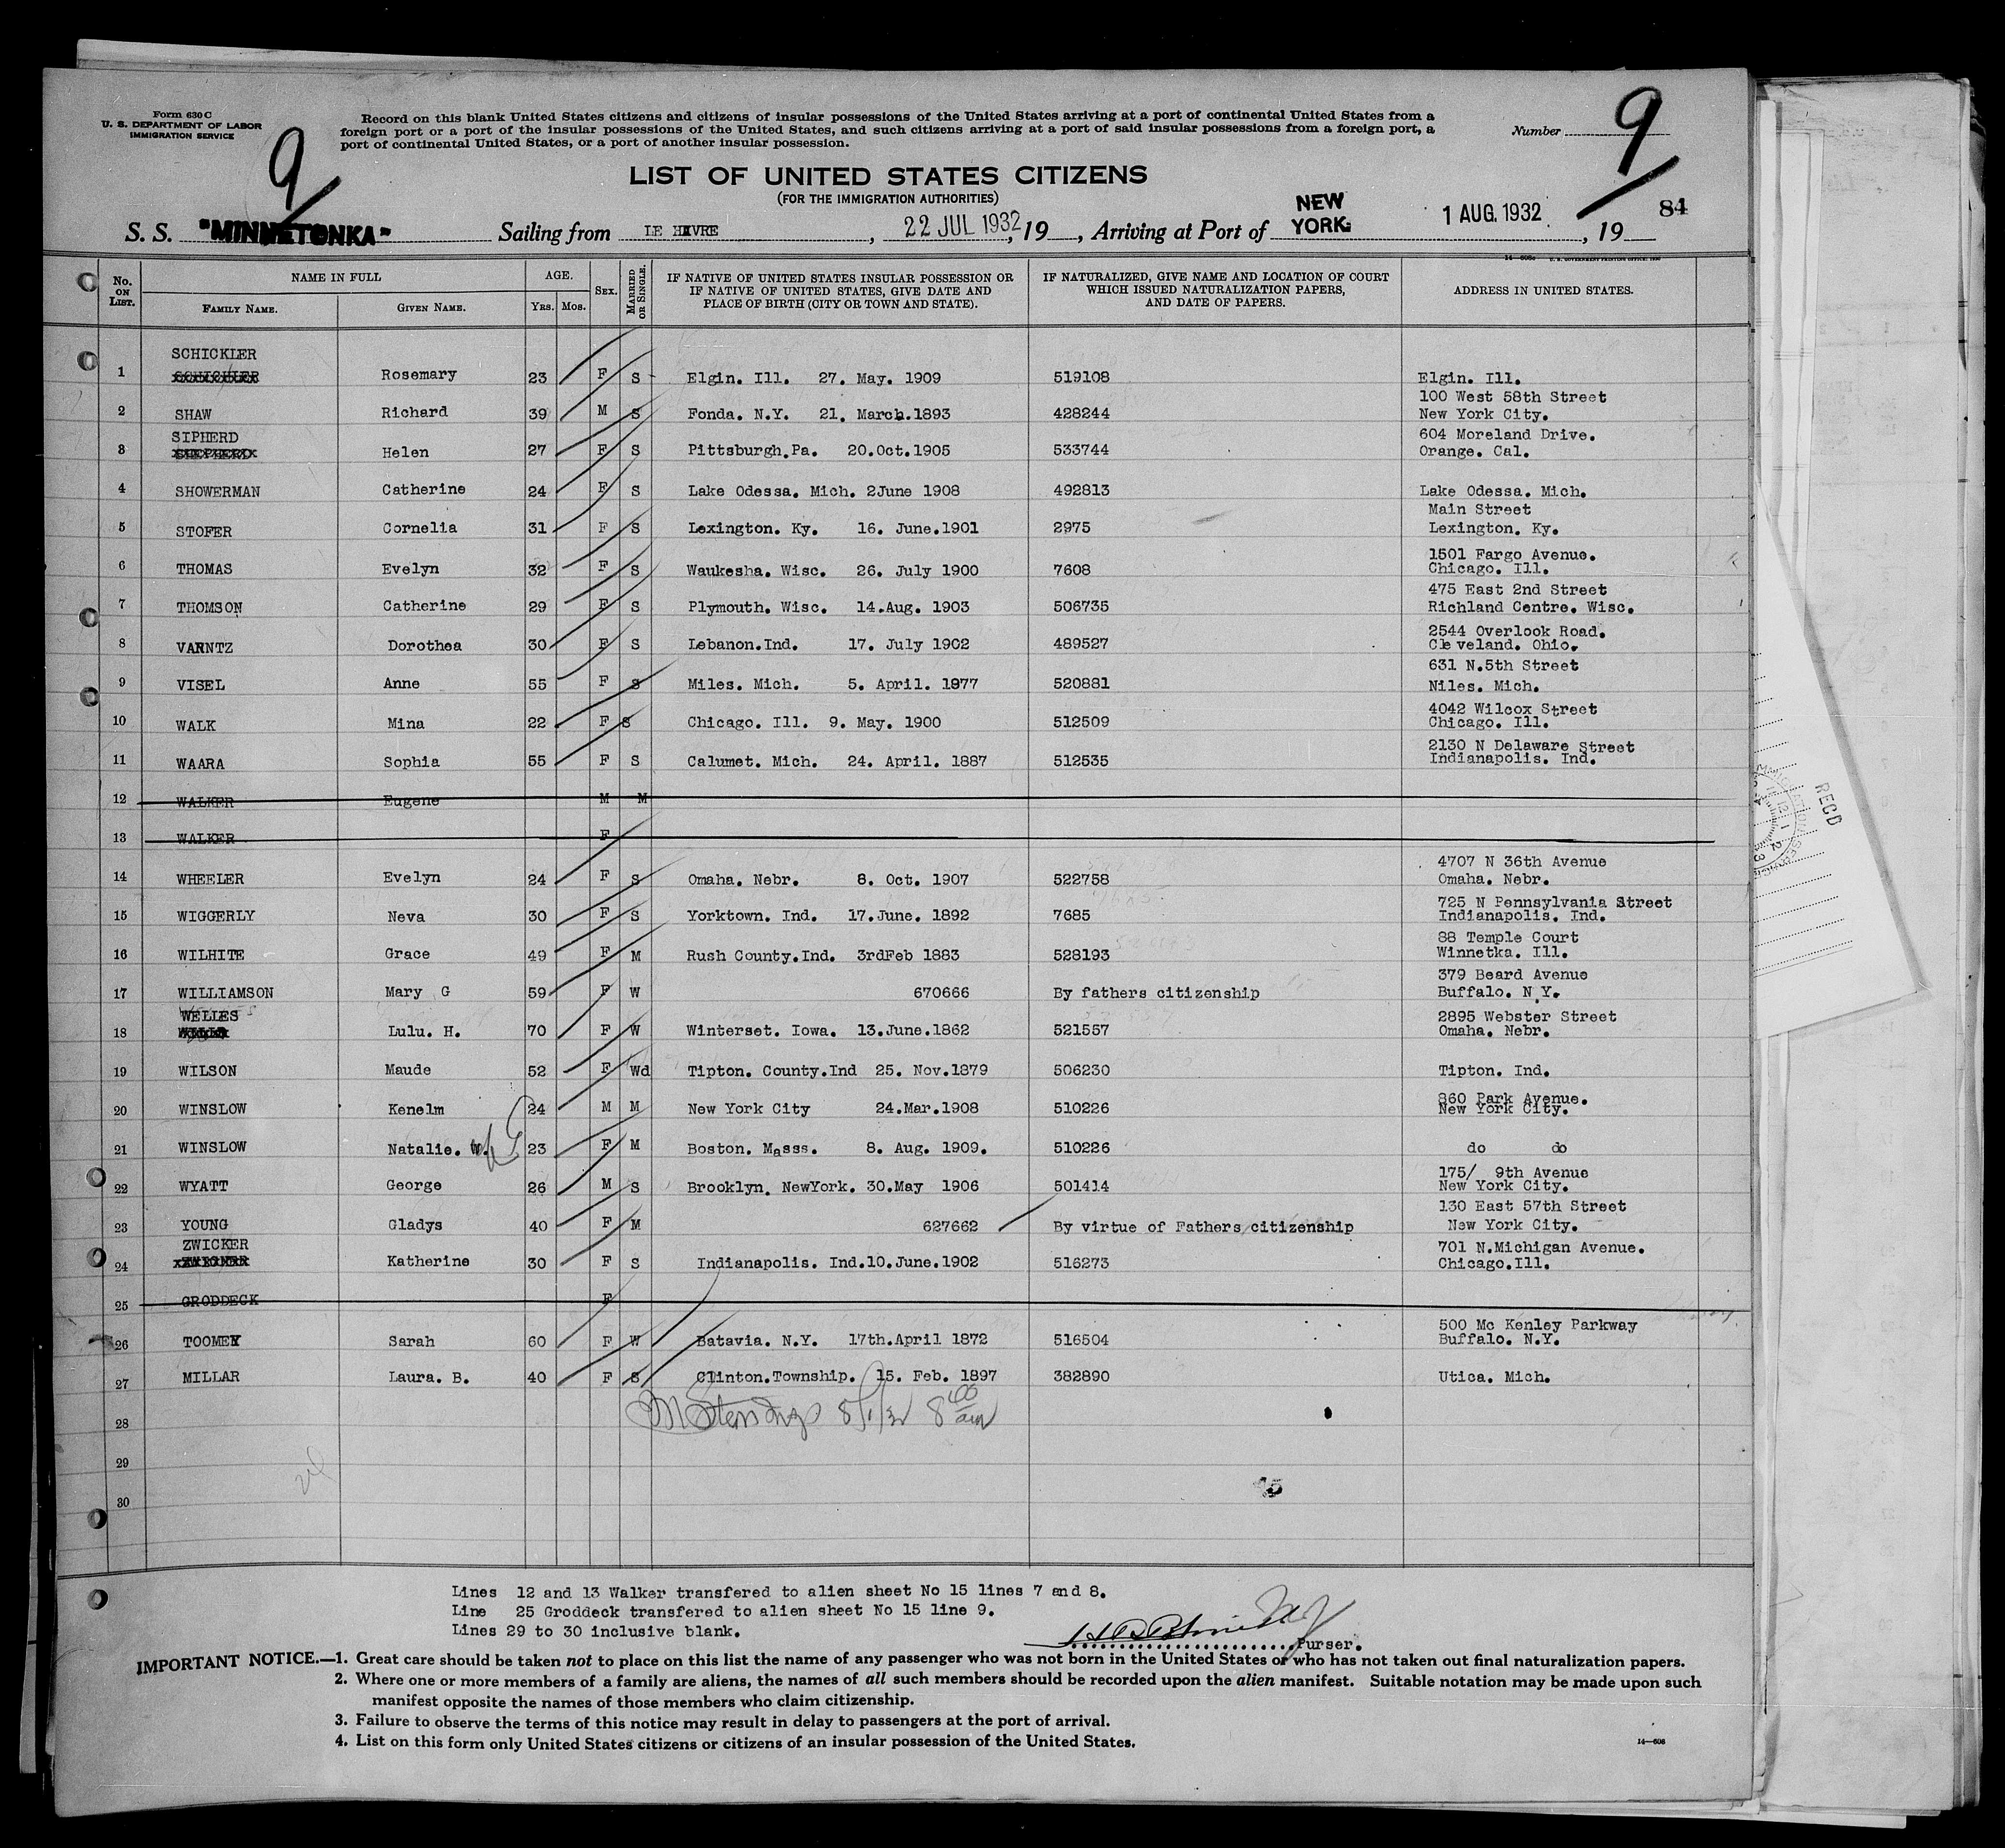 Form 630 C
U. S. DEPARTMENT OF LABOR
IMMIGRATION SERVICE
9
Record on this blank United States citizens and citizens of insular possessions of the United States arriving at a port of continental United States from a
foreign port or a port of the insular possessions of the United States, and such citizens arriving at a port of said insular possessions from a foreign port, a
port of continental United States, or a port of another insular possession.
Number 9
LIST OF UNITED STATES CITIZENS
(FOR THE IMMIGRATION AUTHORITIES)
84
S. S. "MINNETONKA" Sailing from LE HAVRE, 22 JUL 1932, 19 , Arriving at Port of NEW YORK. 1 AUG. 1932, 19
No. ON LIST. NAME IN FULL FAMILY NAME. GIVEN NAME. AGE. YRS. MOS. SEX. MARRIED OR SINGLE. IF NATIVE OF UNITED STATES INSULAR POSSESSION OR IF NATIVE OF UNITED STATES, GIVE DATE AND PLACE OF BIRTH (CITY OR TOWN AND STATE). IF NATURALIZED, GIVE NAME AND LOCATION OF COURT WHICH ISSUED NATURALIZATION PAPERS, AND DATE OF PAPERS. ADDRESS IN UNITED STATES.
SCHICKLER
1 Rosemary 23 F S Elgin. Ill. 27. May. 1909 519108 Elgin. Ill.
100 West 58th Street
2 SHAW Richard 39 M S Fonda. N.Y. 21. March.1893 428244 New York City.
SIPHERD 604 Moreland Drive.
3 SHEPHERD Helen 27 F S Pittsburgh.Pa. 20.Oct.1905 533744 Orange. Cal.
4 SHOWERMAN Catherine 24 F S Lake Odessa. Mich. 2June 1908 492813 Lake Odessa. Mich.
Main Street
5 STOFER Cornelia 31 F S Lexington. Ky. 16. June.1901 2975 Lexington. Ky.
1501 Fargo Avenue.
6 THOMAS Evelyn 32 F S Waukesha. Wisc. 26. July 1900 7608 Chicago. Ill.
475 East 2nd Street
7 THOMSON Catherine 29 F S Plymouth. Wisc. 14.Aug. 1903 506735 Richland Centre. Wisc.
2544 Overlook Road.
8 VARNTZ Dorothea 30 F S Lebanon.Ind. 17. July 1902 489527 Cleveland. Ohio.
631 N.5th Street
9 VISEL Anne 55 F S Miles. Mich. 5. April. 1877 520881 Niles. Mich.
4042 Wilcox Street
10 WALK Mina 22 F S Chicago. Ill. 9. May. 1900 512509 Chicago. Ill.
2130 N Delaware Street
11 WAARA Sophia 55 F S Calumet. Mich. 24. April. 1887 512535 Indianapolis. Ind.
12 WALKER Eugene M M
13 WALKER F
4707 N 36th Avenue
14 WHEELER Evelyn 24 F S Omaha. Nebr. 8. Oct. 1907 522758 Omaha. Nebr.
725 N Pennsylvania Street
15 WIGGERLY Neva 30 F S Yorktown. Ind. 17.June. 1892 7685 Indianapolis. Ind.
88 Temple Court
16 WILHITE Grace 49 F M Rush County.Ind. 3rdFeb 1883 528193 Winnetka. Ill.
379 Beard Avenue
17 WILLIAMSON Mary G 59 F W 670666 By fathers citizenship Buffalo. N.Y.
WELLES 2895 Webster Street
18 Lulu. H. 70 F W Winterset. Iowa. 13.June.1862 521557 Omaha. Nebr.
19 WILSON Maude 52 F Wd Tipton. County.Ind 25. Nov.1879 506230 Tipton. Ind.
860 Park Avenue.
20 WINSLOW Kenelm 24 M M New York City 24.Mar.1908 510226 New York City.
21 WINSLOW Natalie. W. 23 F M Boston. Masss. 8. Aug. 1909. 510226 do do
175/ 9th Avenue
22 WYATT George 26 M S Brooklyn. NewYork. 30.May 1906 501414 New York City.
130 East 57th Street
23 YOUNG Gladys 40 F M 627662 By virtue of Fathers citizenship New York City.
ZWICKER 701 N.Michigan Avenue.
24 Katherine 30 F S Indianapolis. Ind.10.June.1902 516273 Chicago.Ill.
25 GRODDECK F
500 Mc Kenley Parkway
26 TOOMEY Sarah 60 F W Batavia. N.Y. 17th.April 1872 516504 Buffalo. N.Y.
27 MILLAR Laura. B. 40 F S Clinton.Township. 15. Feb. 1897 382890 Utica. Mich.
28 8/1/32 8 00 am
29
30
Lines 12 and 13 Walker transfered to alien sheet No 15 lines 7 and 8.
Line 25 Groddeck transfered to alien sheet No 15 line 9.
Lines 29 to 30 inclusive blank.
Purser.
IMPORTANT NOTICE.—1. Great care should be taken not to place on this list the name of any passenger who was not born in the United States or who has not taken out final naturalization papers.
2. Where one or more members of a family are aliens, the names of all such members should be recorded upon the alien manifest. Suitable notation may be made upon such
manifest opposite the names of those members who claim citizenship.
3. Failure to observe the terms of this notice may result in delay to passengers at the port of arrival.
4. List on this form only United States citizens or citizens of an insular possession of the United States.
14—608
RECD